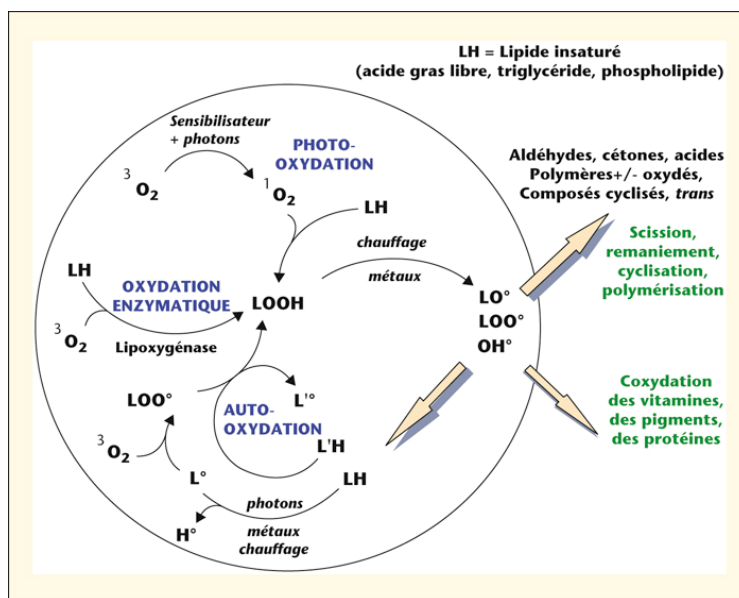 LH = Lipide insaturé
(acide gras libre, triglycéride, phospholipide)
Sensibilisateur
+ photons
PHOTO-
OXYDATION
3O2
1O2
LH
Aldéhydes, cétones, acides
Polymères+/- oxydés,
Composés cyclisés, trans
Scission,
remaniement,
cyclisation,
polymérisation
chauffage
métaux
LH
OXYDATION
ENZYMATIQUE
LOOH
3O2
Lipoxygénase
LO°
LOO°
OH°
LOO°
L'°
AUTO-
OXYDATION
L'H
3O2
L°
LH
photons
H°
métaux
chauffage
Coxydation
des vitamines,
des pigments,
des protéines